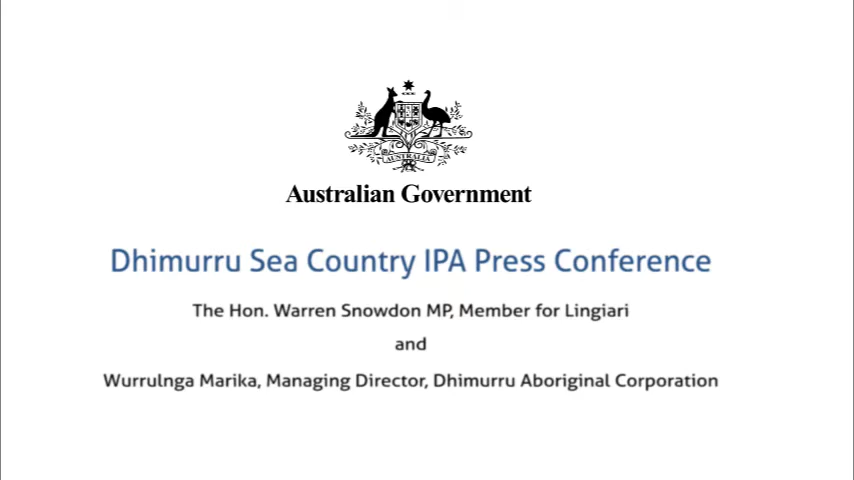 AUSTRALIA
Australian Government
Dhimurru Sea Country IPA Press Conference
The Hon. Warren Snowdon MP, Member for Lingiari
and
Wurrulnga Marika, Managing Director, Dhimurru Aboriginal Corporation